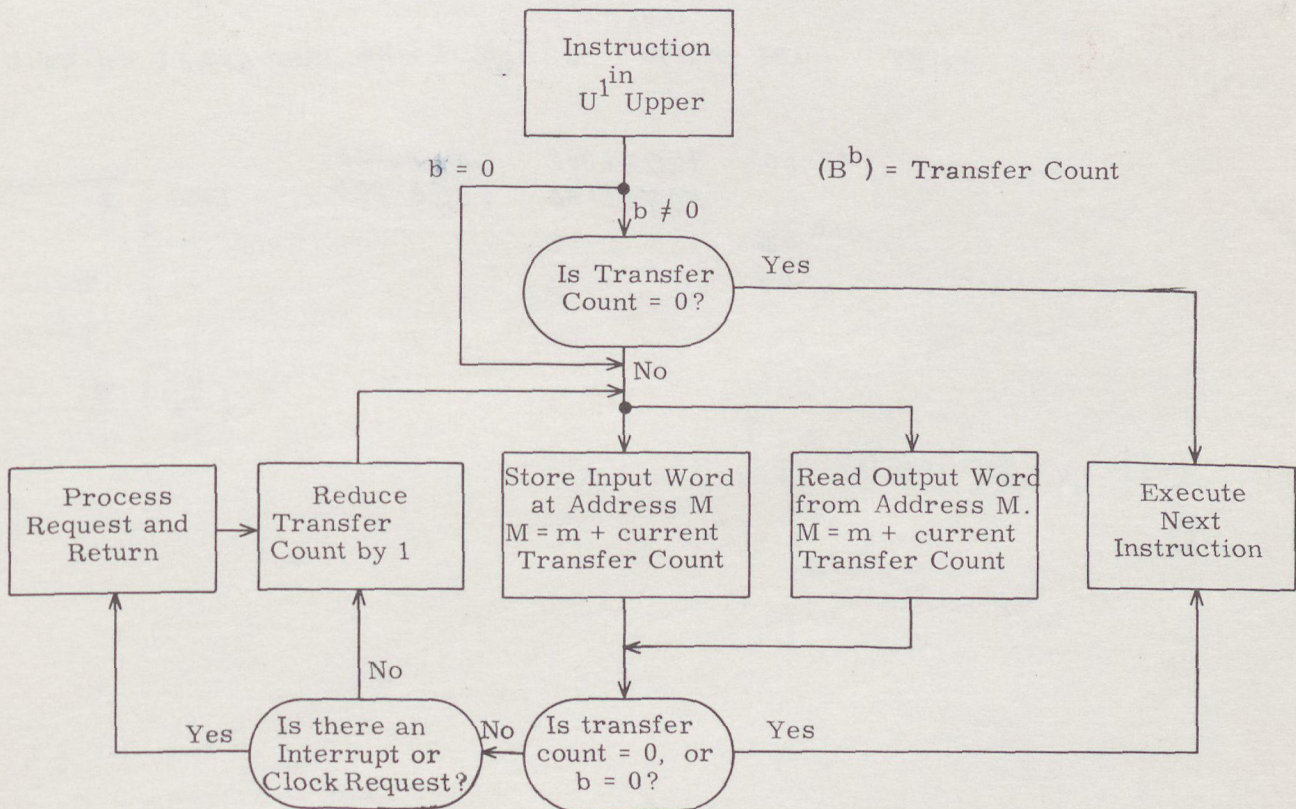 Instruction
in
U¹ Upper
b = 0
(Bᵇ) = Transfer Count
b ≠ 0
Is Transfer
Count = 0?
Yes
No
Process
Request and
Return
Reduce
Transfer
Count by 1
Store Input Word
at Address M
M = m + current
Transfer Count
Read Output Word
from Address M.
M = m + current
Transfer Count
Execute
Next
Instruction
No
Yes
Is there an
Interrupt or
Clock Request?
No
Is transfer
count = 0, or
b = 0?
Yes